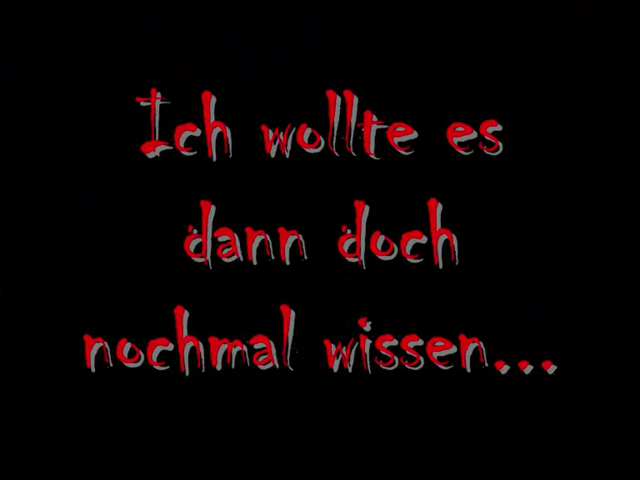 Ich wollte es
dann doch
nochmal wissen...